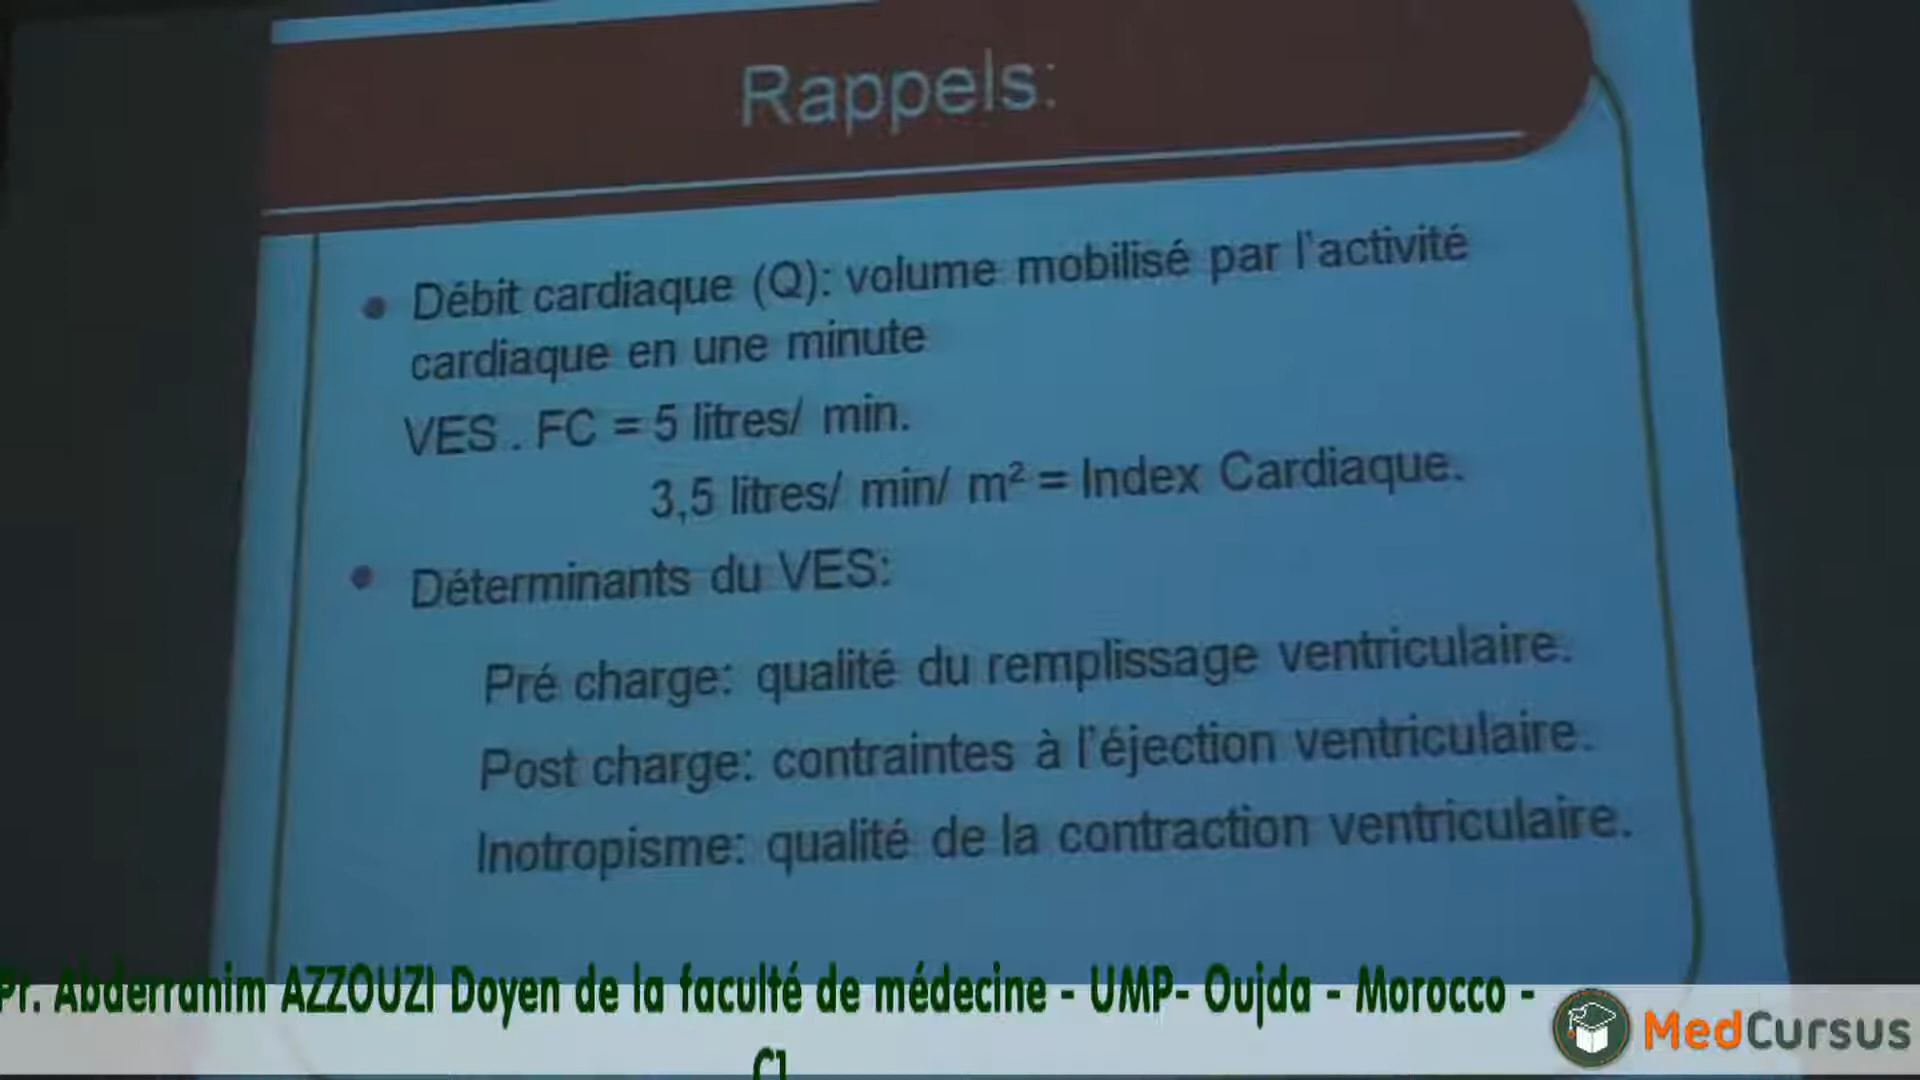 Rappels:
Débit cardiaque (Q): volume mobilisé par l'activité
cardiaque en une minute
VES . FC = 5 litres/ min.
3,5 litres/ min/ m² = Index Cardiaque.
Déterminants du VES:
Pré charge: qualité du remplissage ventriculaire.
Post charge: contraintes à l'éjection ventriculaire.
Inotropisme: qualité de la contraction ventriculaire.
Pr. Abderrahim AZZOUZI Doyen de la faculté de médecine - UMP- Oujda - Morocco -
MedCursus